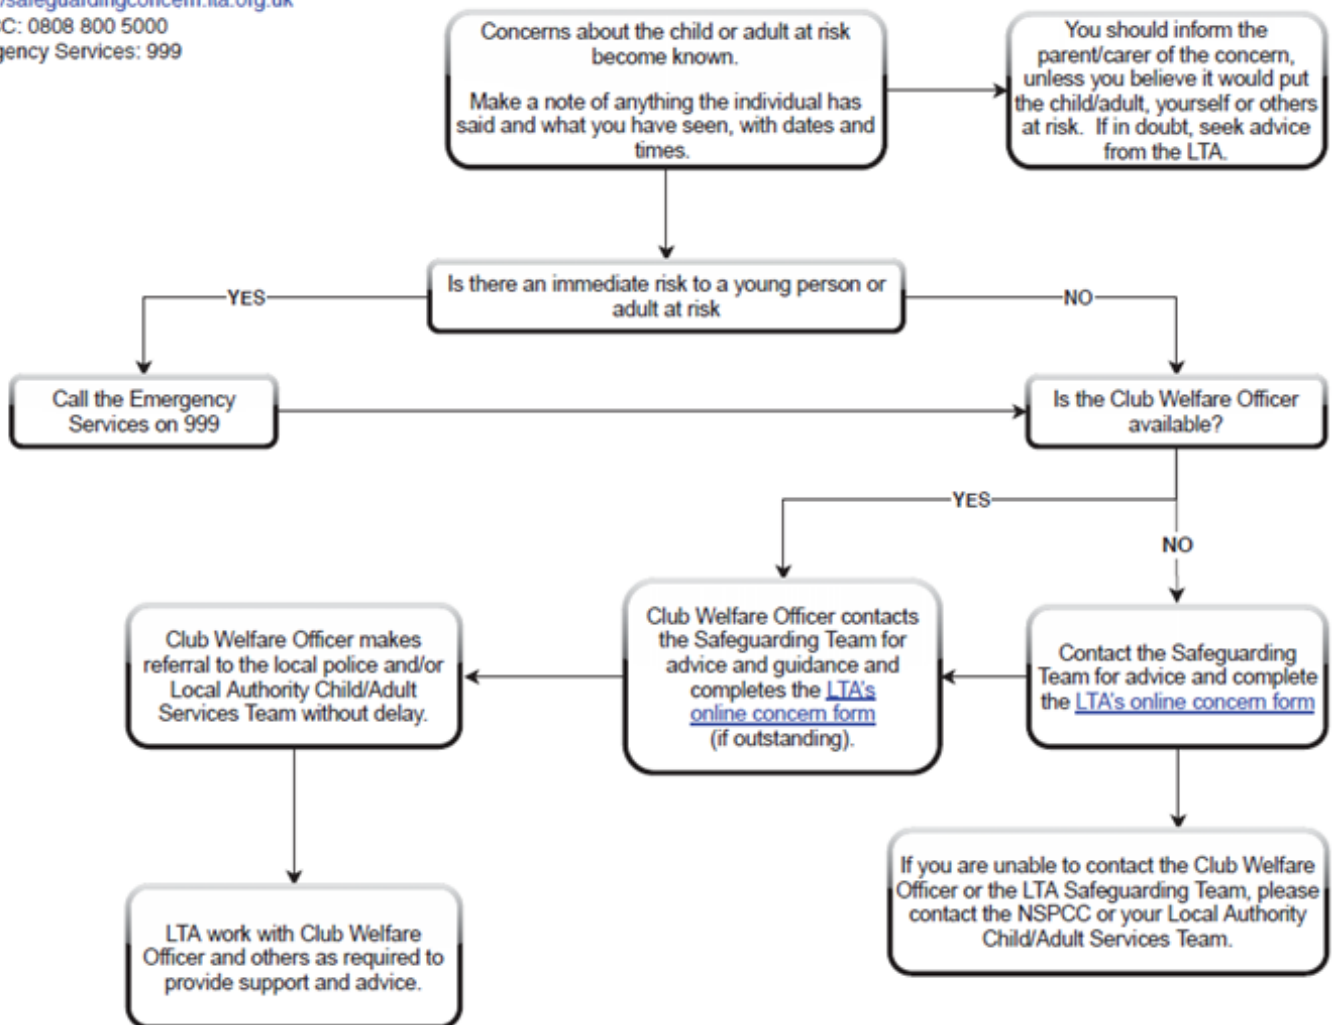 /safeguardingconcern.lta.org.uk
C: 0808 800 5000
gency Services: 999
Concerns about the child or adult at risk
become known.
Make a note of anything the individual has
said and what you have seen, with dates and
times.
You should inform the
parent/carer of the concern,
unless you believe it would put
the child/adult, yourself or others
at risk. If in doubt, seek advice
from the LTA.
Is there an immediate risk to a young person or
adult at risk
YES
NO
Call the Emergency
Services on 999
Is the Club Welfare Officer
available?
YES
NO
Club Welfare Officer makes
referral to the local police and/or
Local Authority Child/Adult
Services Team without delay.
Club Welfare Officer contacts
the Safeguarding Team for
advice and guidance and
completes the LTA's
online concern form
(if outstanding).
Contact the Safeguarding
Team for advice and complete
the LTA's online concern form
LTA work with Club Welfare
Officer and others as required to
provide support and advice.
If you are unable to contact the Club Welfare
Officer or the LTA Safeguarding Team, please
contact the NSPCC or your Local Authority
Child/Adult Services Team.